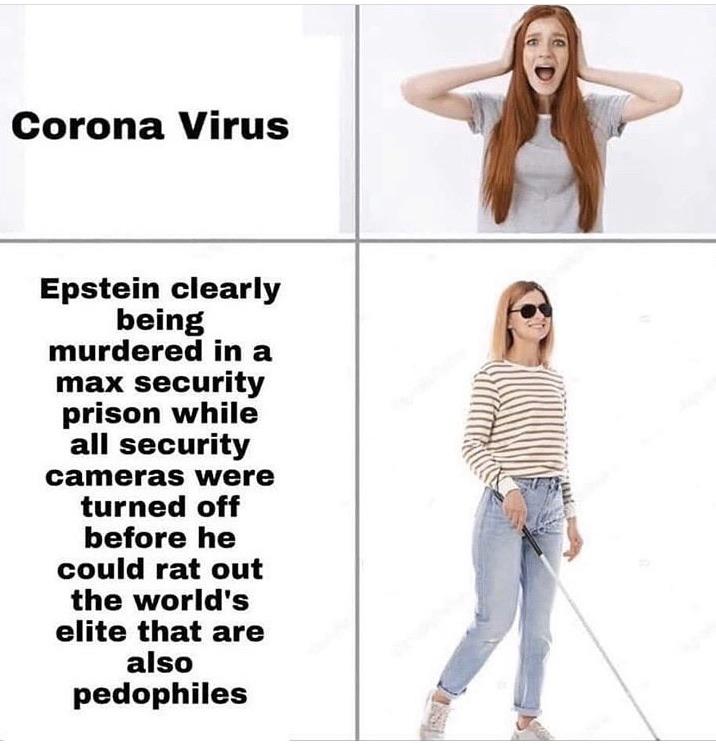 Corona Virus
Epstein clearly
being
murdered in a
max security
prison while
all security
cameras were
turned off
before he
could rat out
the world's
elite that are
also
pedophiles